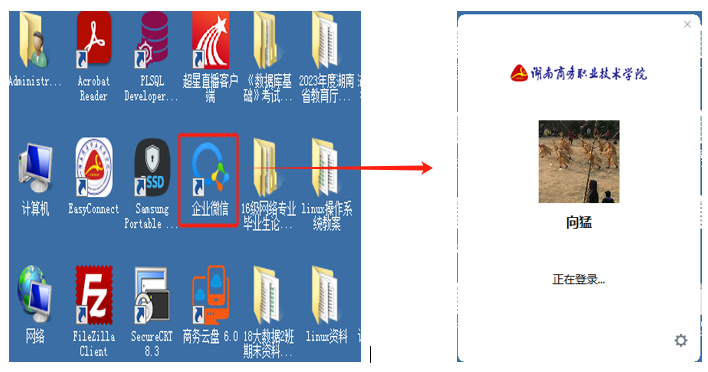 Administr...
Acrobat
Reader
PLSQL
Developer...
超星直播客户
端
《数据库基
础》考试...
2023年度湖南
省教育厅...
计算机
EasyConnect
SSD
Samsung
Portable ...
企业微信
16级网络专业
毕业生论...
linux操作系
统教案
网络
FileZilla
Client
SecureCRT
8.3
商务云盘 6.0
18大数据2班
期末资料...
linux资料
湖南商务职业技术学院
向猛
正在登录...